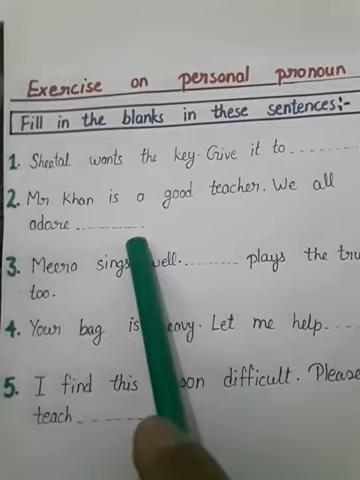 Exercise on personal pronoun
Fill in the blanks in these sentences:-
1. Sheetal wants the key. Give it to ........
2. Mr. Khan is a good teacher. We all
adare ............
3. Meera sings well. ........ plays the
too.
4. Your bag is heavy. Let me help....
5. I find this difficult. Please
teach ............